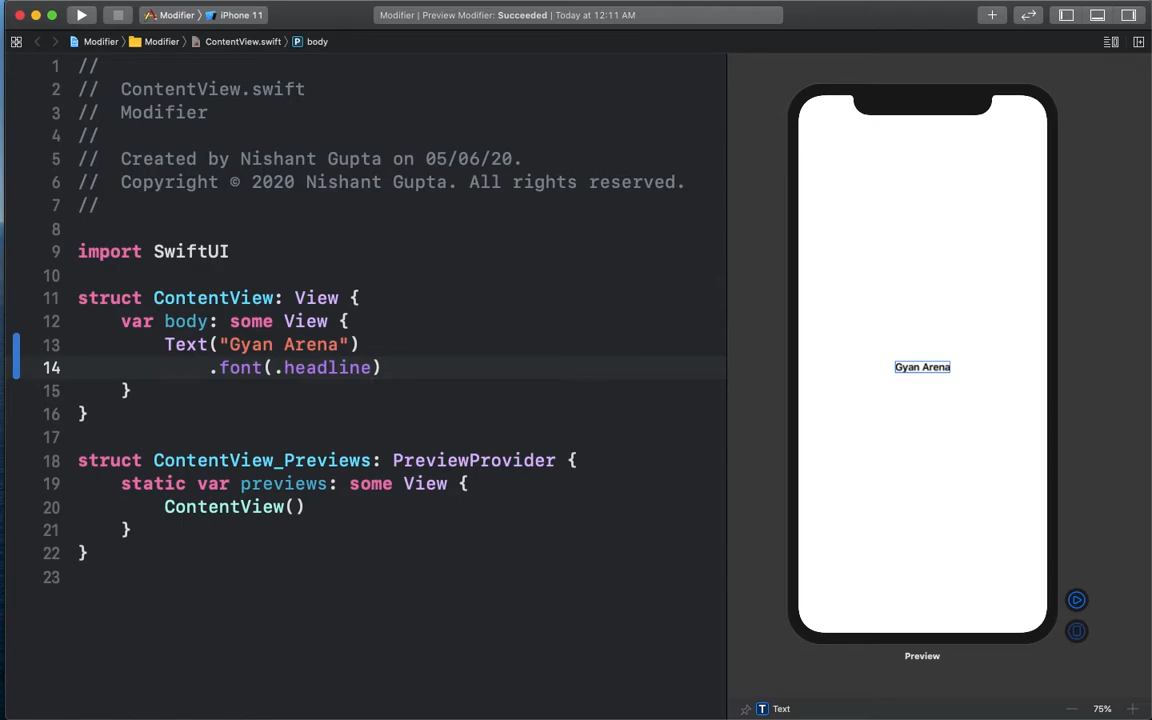 Modifier iPhone 11
Modifier | Preview Modifier: Succeeded | Today at 12:11 AM
Modifier Modifier ContentView.swift P body
1 //
2 // ContentView.swift
3 // Modifier
4 //
5 // Created by Nishant Gupta on 05/06/20.
6 // Copyright © 2020 Nishant Gupta. All rights reserved.
7 //
8
9 import SwiftUI
10
11 struct ContentView: View {
12 var body: some View {
13 Text("Gyan Arena")
14 .font(.headline)
15 }
16 }
17
18 struct ContentView_Previews: PreviewProvider {
19 static var previews: some View {
20 ContentView()
21 }
22 }
23
Gyan Arena
Preview
T Text
75%